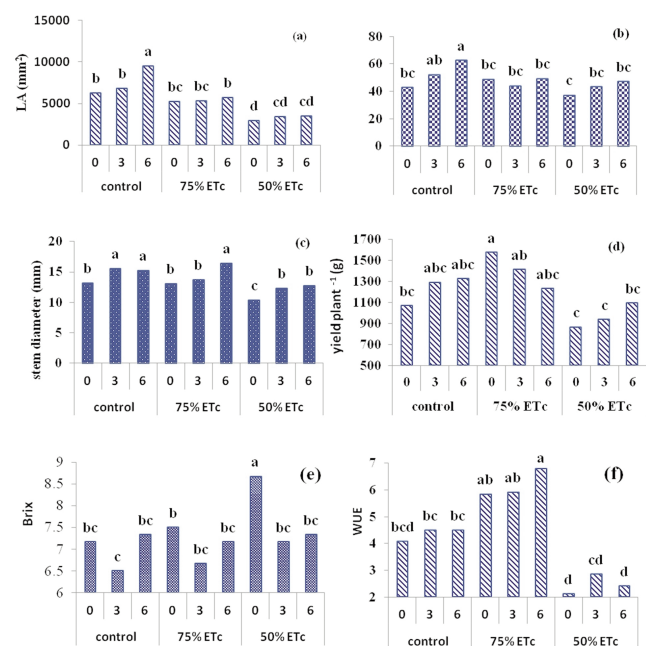 (a)
LA (mm²)
15000
10000
5000
0
b b a bc bc b d cd cd
0 3 6 0 3 6 0 3 6
control 75% ETc 50% ETc
(b)
80
60
40
20
0
bc ab a bc bc bc c bc bc
0 3 6 0 3 6 0 3 6
control 75% ETc 50% ETc
(c)
stem diameter (mm)
20
15
10
5
0
b a a b b a c b b
0 3 6 0 3 6 0 3 6
control 75% ETc 50% ETc
(d)
yield plant ⁻¹ (g)
1700
1500
1300
1100
900
700
500
bc abc abc a ab abc c c bc
0 3 6 0 3 6 0 3 6
control 75% ETc 50% ETc
(e)
Brix
9
8.5
8
7.5
7
6.5
6
bc c bc b bc bc a bc bc
0 3 6 0 3 6 0 3 6
control 75% ETc 50% ETc
(f)
WUE
7
6
5
4
3
2
bcd bc bc ab ab a d cd d
0 3 6 0 3 6 0 3 6
control 75% ETc 50% ETc